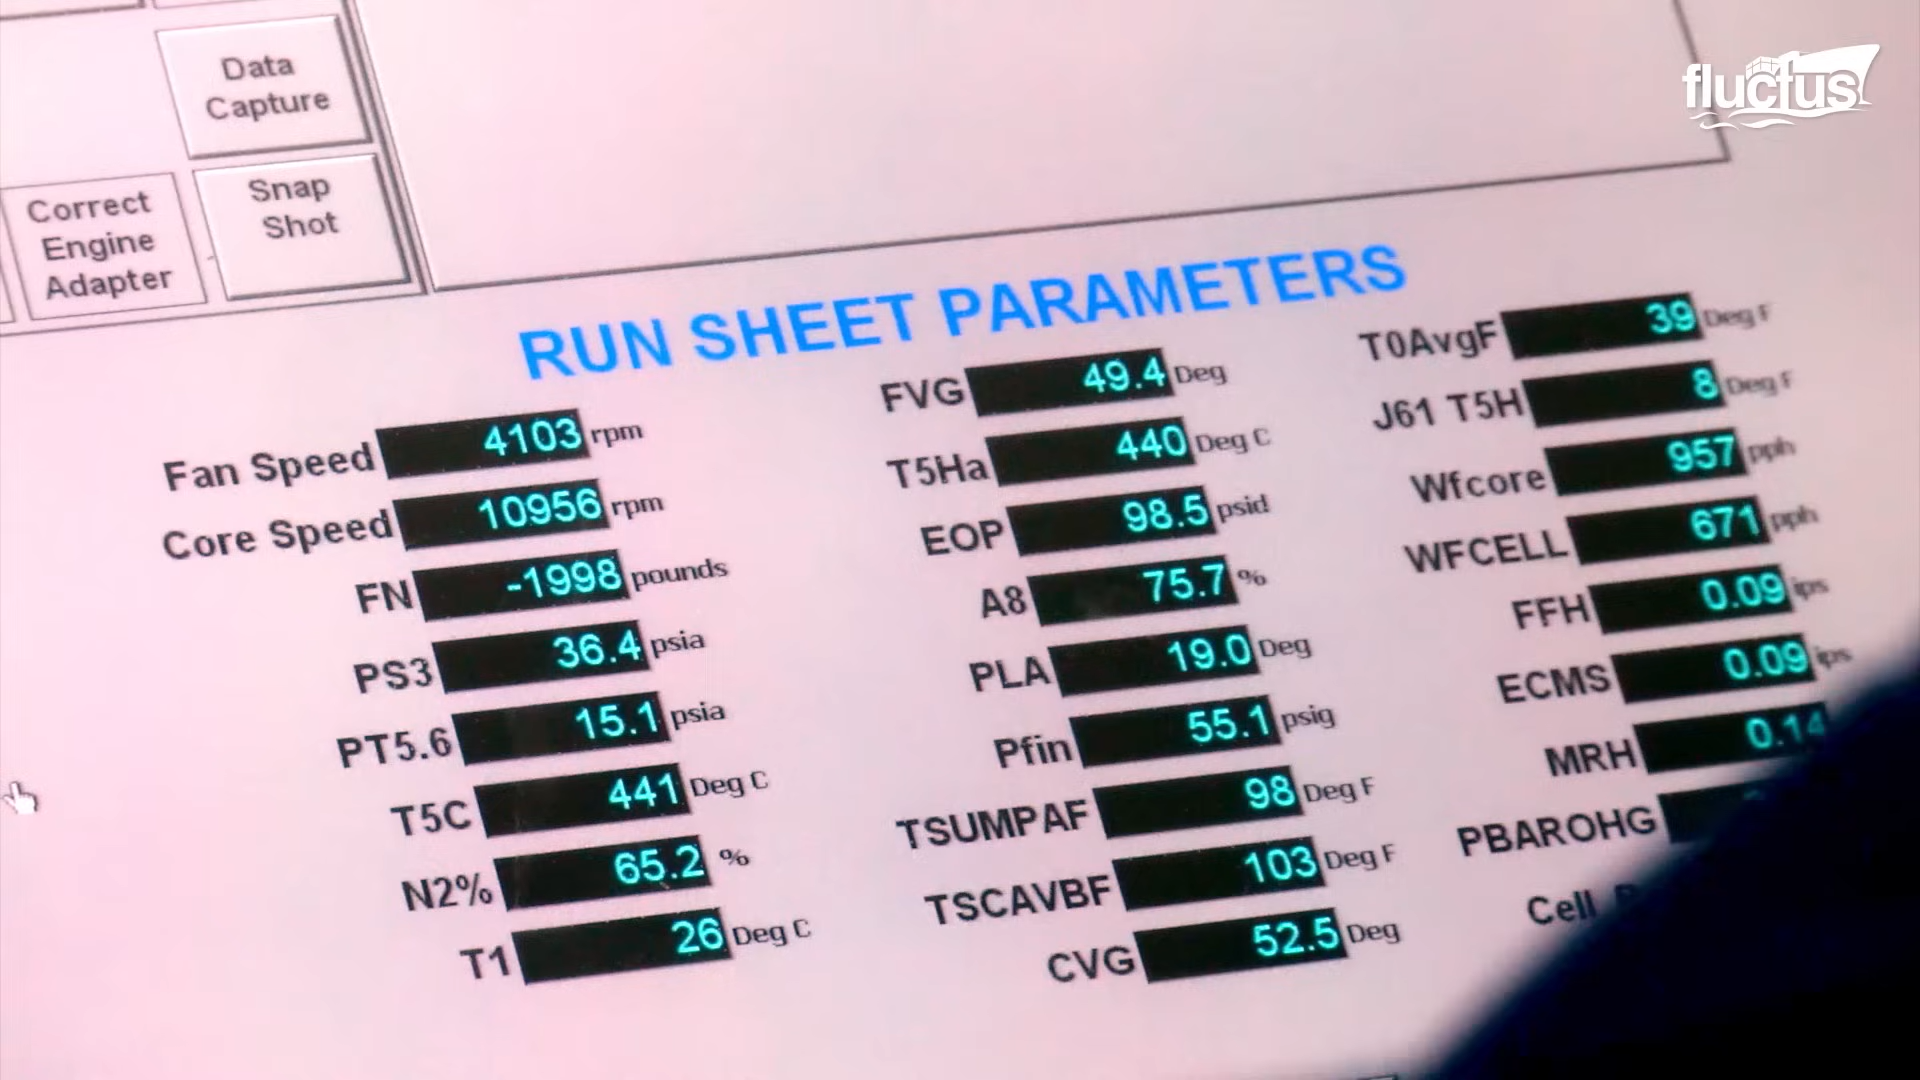 fluctus
Data
Capture
Snap
Shot
Correct
Engine
Adapter
RUN SHEET PARAMETERS
Fan Speed 4103 rpm
Core Speed 10956 rpm
FN -1998 pounds
PS3 36.4 psia
PT5.6 15.1 psia
T5C 441 Deg C
N2% 65.2 %
T1 26 Deg C
FVG 49.4 Deg
T5Ha 440 Deg C
EOP 98.5 psid
A8 75.7 %
PLA 19.0 Deg
Pfin 55.1 psig
TSUMPAF 98 Deg F
TSCAVBF 103 Deg F
CVG 52.5 Deg
T0AvgF 39 Deg F
J61 T5H 8 Deg F
Wfcore 957 pph
WFCELL 671 pph
FFH 0.09 ips
ECMS 0.09 ips
MRH 0.14
PBAROHG
Cell